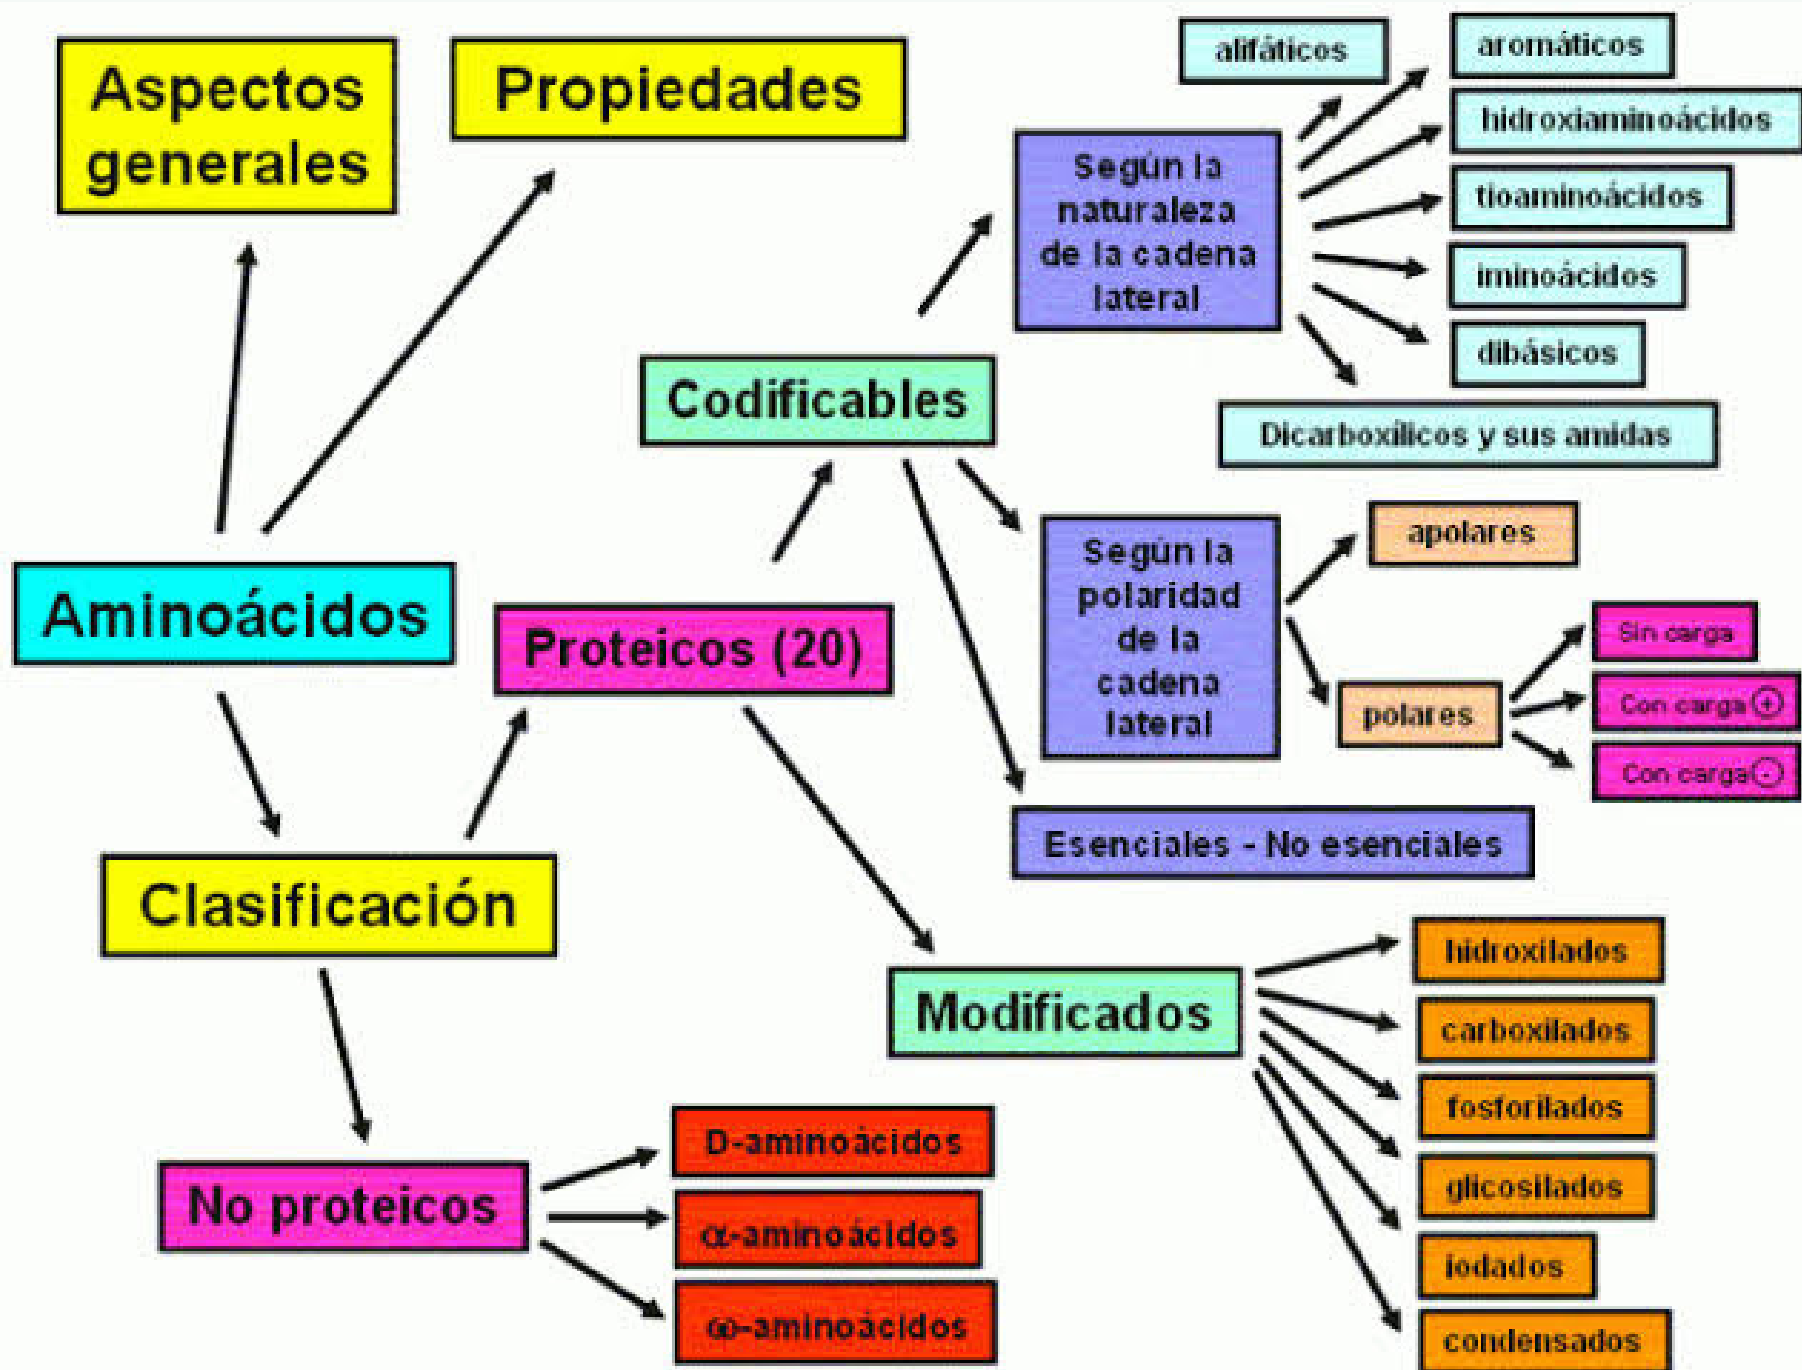 Aspectos
generales
Propiedades
alifáticos
aromáticos
hidroxiaminoácidos
tioaminoácidos
iminoácidos
dibásicos
Dicarboxílicos y sus amidas
Según la
naturaleza
de la cadena
lateral
Codificables
Según la
polaridad
de la
cadena
lateral
apolares
polares
Sin carga
Con carga +
Con carga -
Esenciales - No esenciales
Aminoácidos
Proteicos (20)
Clasificación
Modificados
hidroxilados
carboxilados
fosforilados
glicosilados
iodados
condensados
No proteicos
D-aminoácidos
α-aminoácidos
ω-aminoácidos